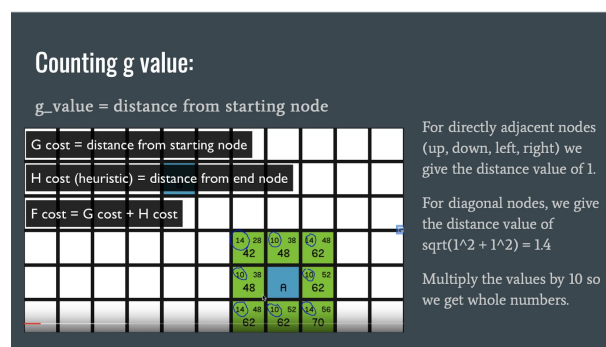 Counting g value:
g_value = distance from starting node
G cost = distance from starting node
H cost (heuristic) = distance from end node
F cost = G cost + H cost
14 28 10 38 14 48
42 48 62
10 38 10 52
48 A 62
14 48 10 52 14 56
62 62 70
For directly adjacent nodes
(up, down, left, right) we
give the distance value of 1.
For diagonal nodes, we give
the distance value of
sqrt(1^2 + 1^2) = 1.4
Multiply the values by 10 so
we get whole numbers.